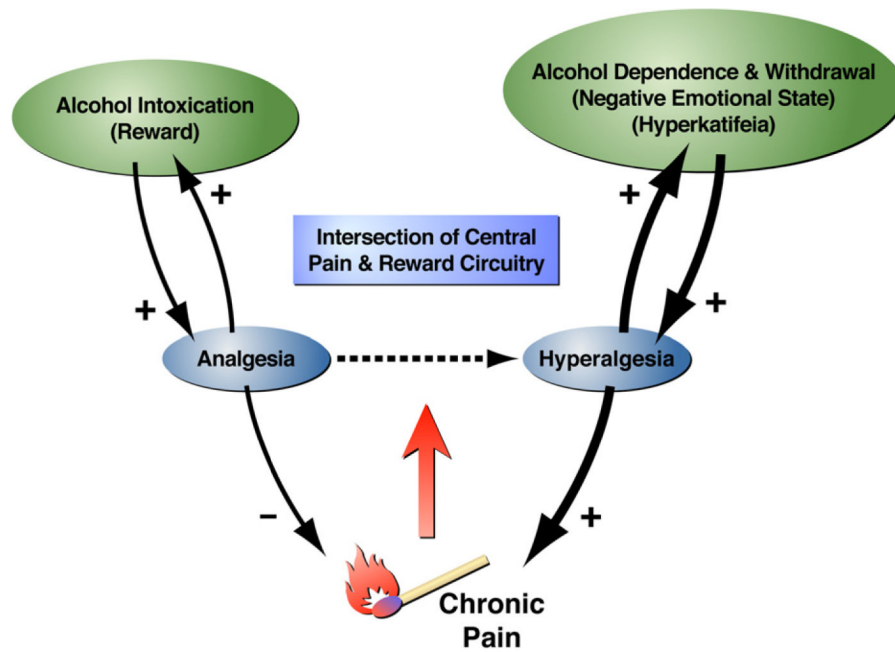 Alcohol Intoxication
(Reward)
Alcohol Dependence & Withdrawal
(Negative Emotional State)
(Hyperkatifeia)
+
+
+
+
Intersection of Central
Pain & Reward Circuitry
Analgesia
Hyperalgesia
–
+
Chronic
Pain